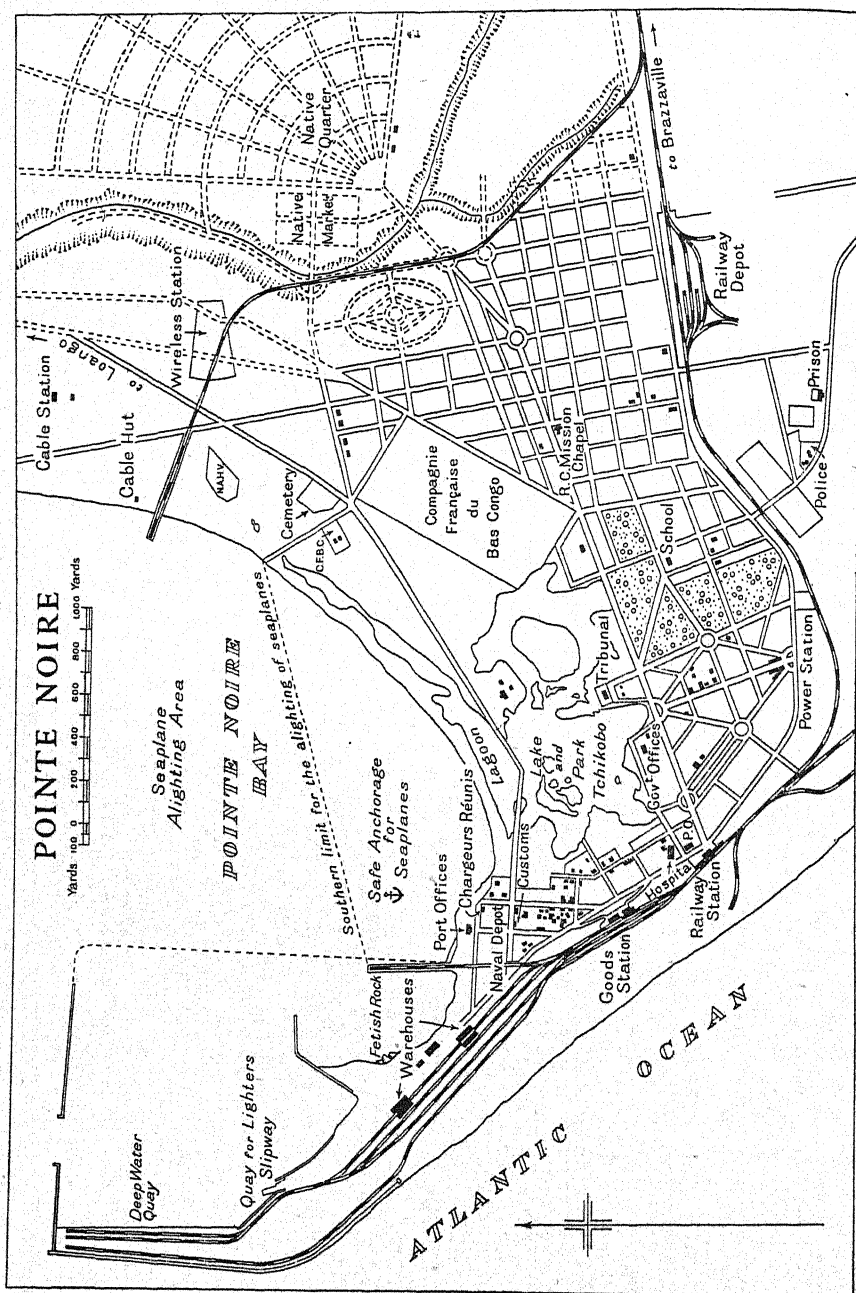 POINTE NOIRE
Yards 100 0 200 400 600 800 1000 Yards
Seaplane
Alighting Area
POINTE NOIRE
BAY
Southern limit for the alighting of seaplanes
Safe Anchorage
for
Seaplanes
Cable Station
to Loango
Cable Hut
Wireless Station
N.A.H.V.
Cemetery
C.F.B.C.
Native
Quarter
Native
Market
Compagnie
Française
du
Bas Congo
R.C. Mission
Chapel
to Brazzaville
Railway
Depot
Prison
Police
School
Tribunal
Lagoon
Lake
and
Park
Tchikobo
Govt Offices
Power Station
P.O.
Hospital
Railway
Station
Goods
Station
Customs
Naval Depot
Chargeurs Réunis
Port Offices
Fetish Rock
Warehouses
Quay for Lighters
Slipway
Deep Water
Quay
ATLANTIC OCEAN